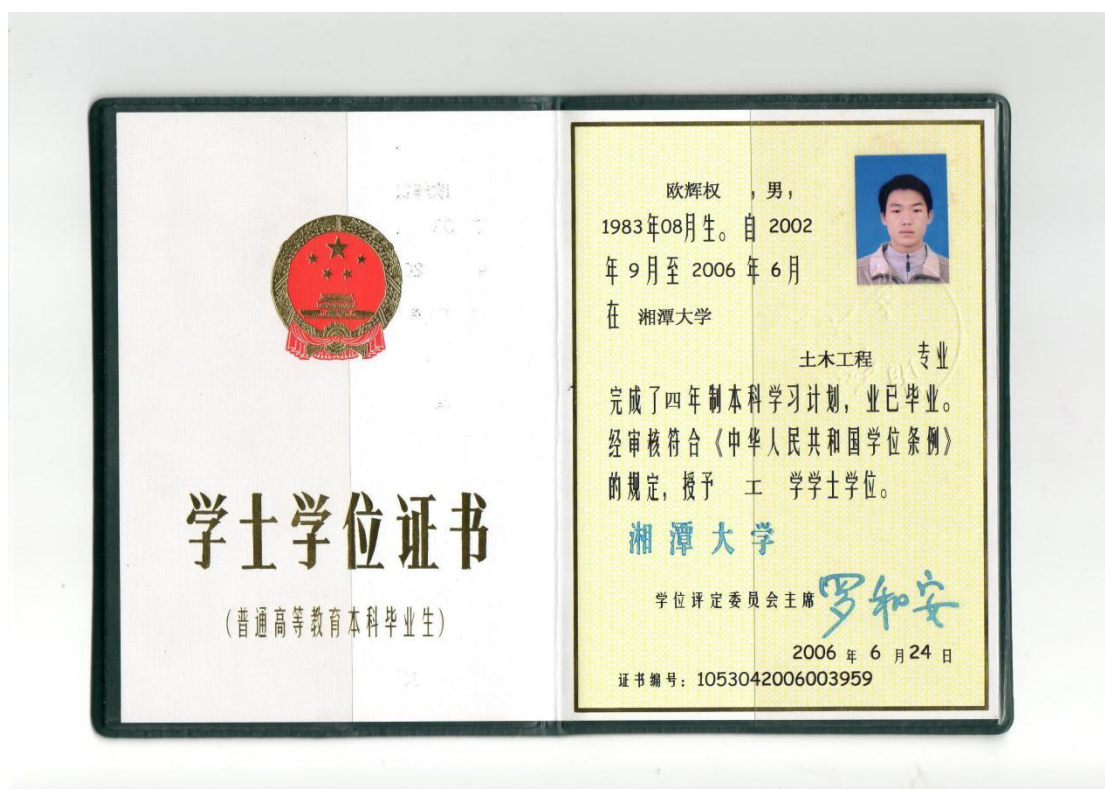 学士学位证书
(普通高等教育本科毕业生)
欧辉权 ,男,
1983年08月生。自 2002
年 9 月至 2006 年 6 月
在 湘潭大学
土木工程 专业
完成了四年制本科学习计划,业已毕业。
经审核符合《中华人民共和国学位条例》
的规定,授予 工 学学士学位。
湘潭大学
学位评定委员会主席 罗和安
2006 年 6 月 24 日
证书编号:1053042006003959